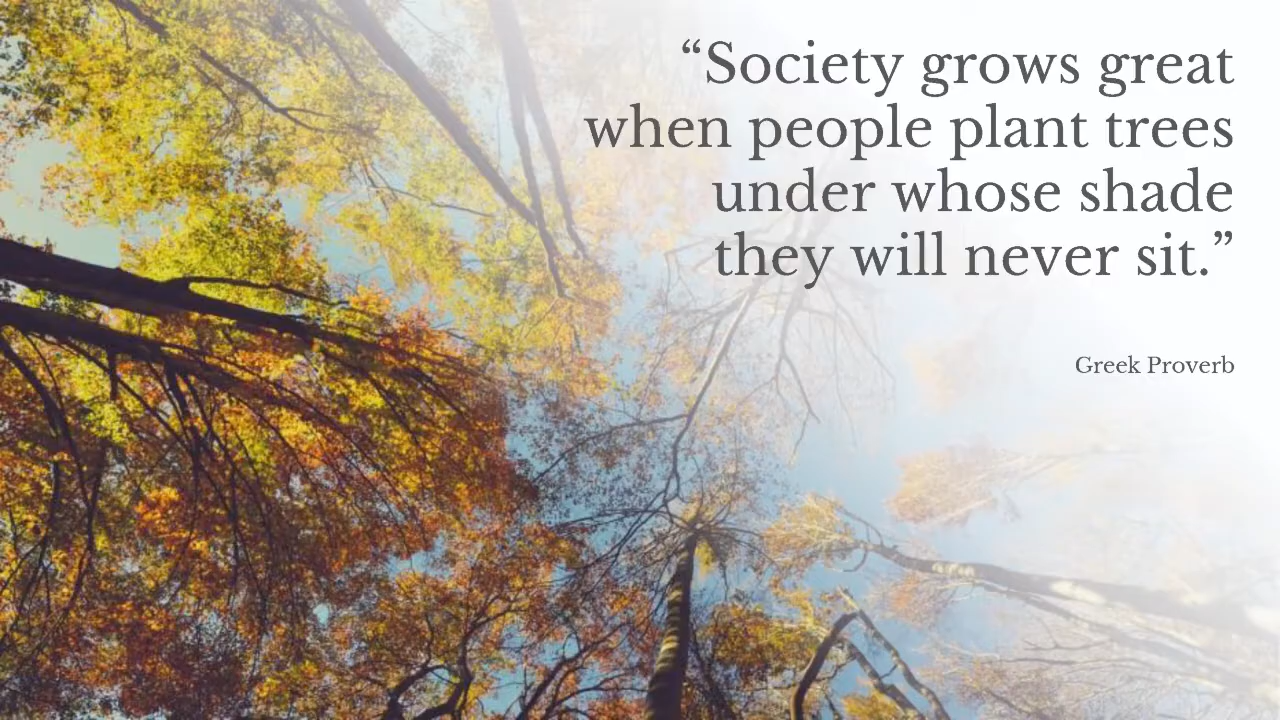 “Society grows great
when people plant trees
under whose shade
they will never sit.”
Greek Proverb